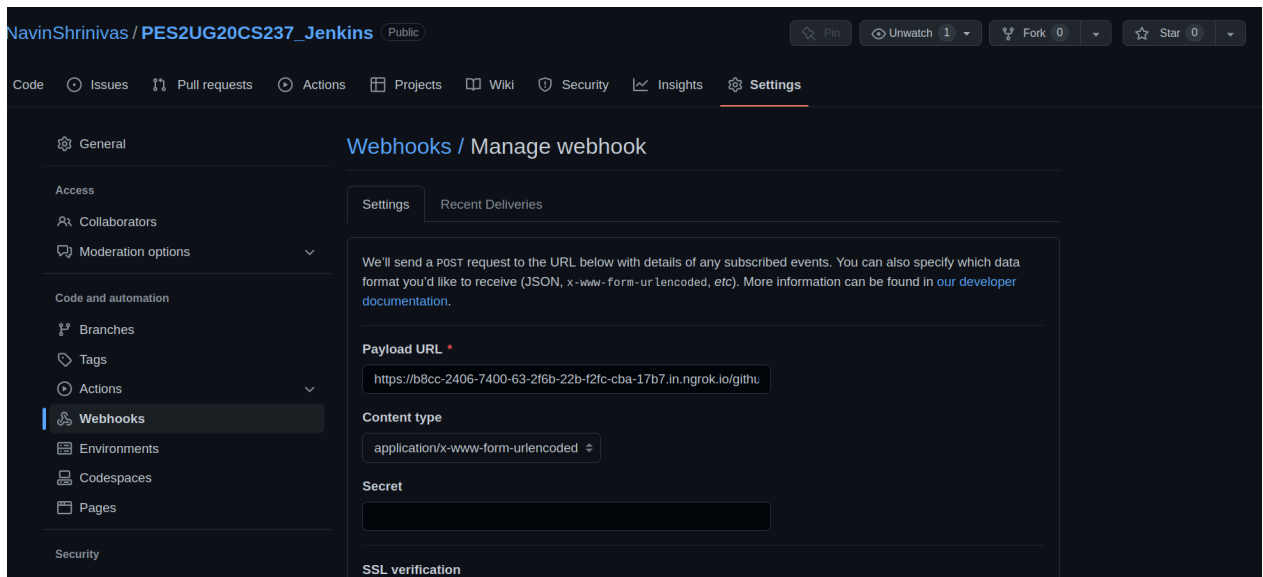 NavinShrinivas / PES2UG20CS237_Jenkins Public
Pin Unwatch 1 Fork 0 Star 0
Code Issues Pull requests Actions Projects Wiki Security Insights Settings
General
Access
Collaborators
Moderation options
Code and automation
Branches
Tags
Actions
Webhooks
Environments
Codespaces
Pages
Security
Webhooks / Manage webhook
Settings Recent Deliveries
We'll send a POST request to the URL below with details of any subscribed events. You can also specify which data
format you'd like to receive (JSON, x-www-form-urlencoded, etc). More information can be found in our developer
documentation.
Payload URL *
https://b8cc-2406-7400-63-2f6b-22b-f2fc-cba-17b7.in.ngrok.io/githu
Content type
application/x-www-form-urlencoded
Secret
SSL verification